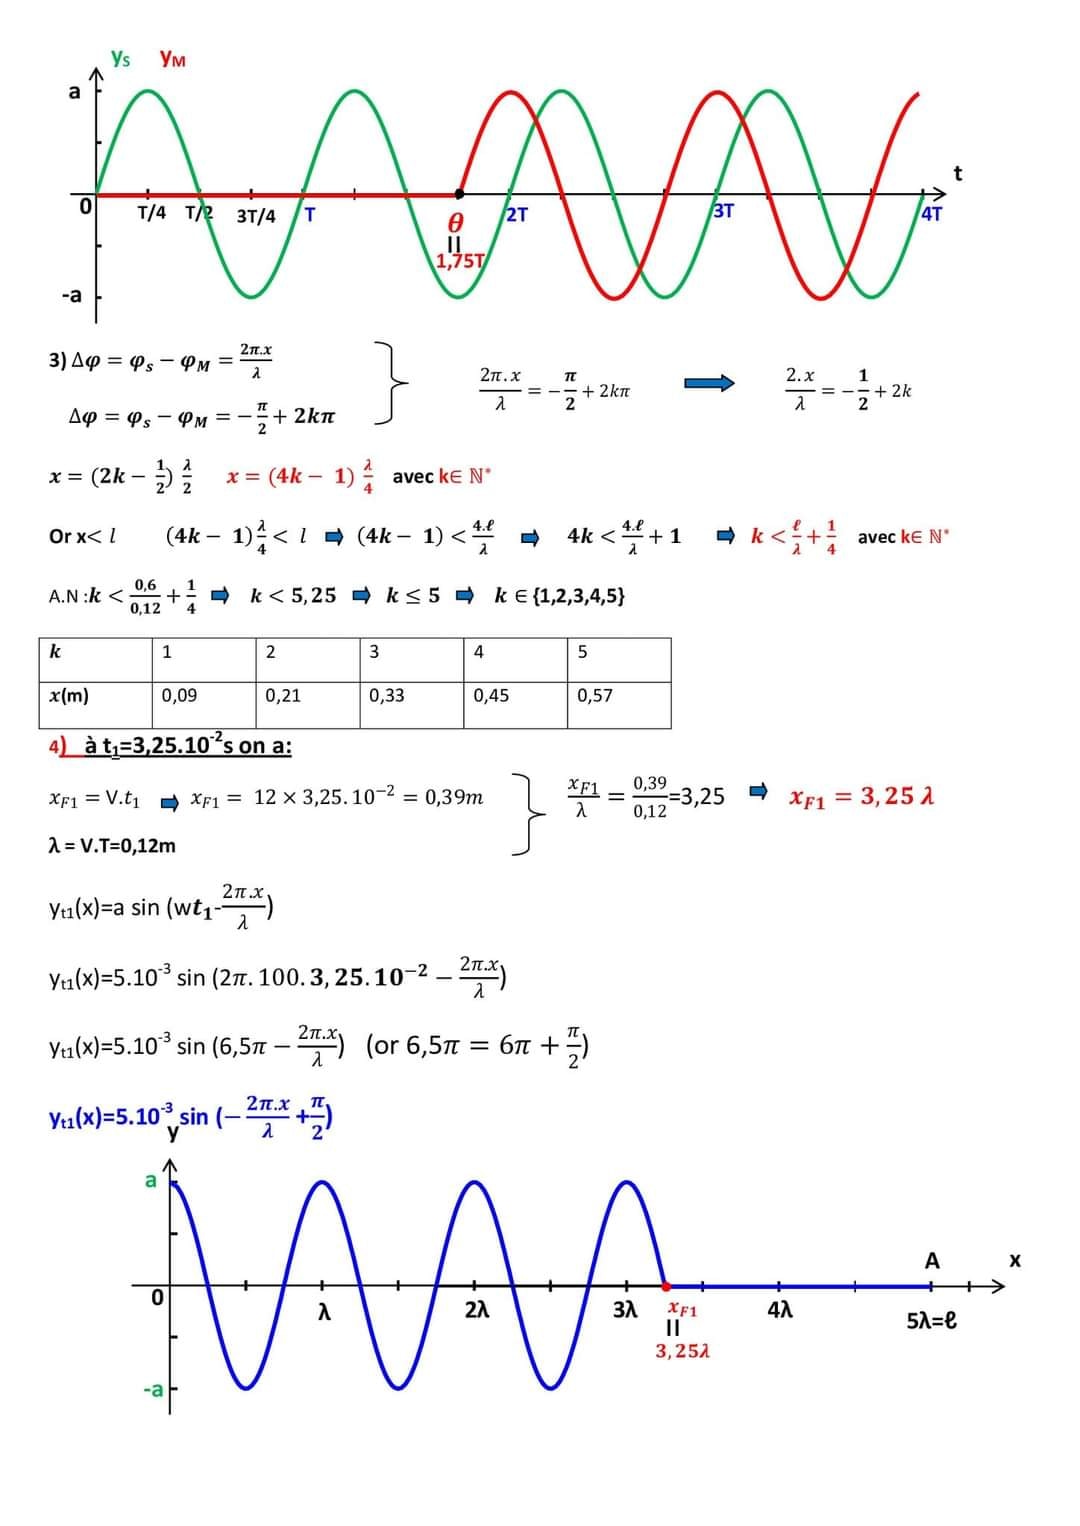 yS yM
a
t
0 T/4 T/2 3T/4 T θ 2T 3T 4T
=
1,75T
-a
3) Δφ = φs − φM = 2π.x/λ
Δφ = φs − φM = −π/2 + 2kπ
2π.x/λ = −π/2 + 2kπ ⇒ 2.x/λ = −1/2 + 2k
x = (2k − 1/2) λ/2 x = (4k − 1) λ/4 avec k∈ ℕ*
Or x< l (4k − 1) λ/4 < l ⇒ (4k − 1) < 4.ℓ/λ ⇒ 4k < 4.ℓ/λ + 1 ⇒ k < ℓ/λ + 1/4 avec k∈ ℕ*
A.N :k < 0,6/0,12 + 1/4 ⇒ k < 5,25 ⇒ k ≤ 5 ⇒ k ∈ {1,2,3,4,5}
k 1 2 3 4 5
x(m) 0,09 0,21 0,33 0,45 0,57
4) à t1=3,25.10⁻²s on a:
xF1 = V.t1 ⇒ xF1 = 12 × 3,25.10⁻² = 0,39m
xF1/λ = 0,39/0,12 =3,25 ⇒ xF1 = 3,25 λ
λ = V.T=0,12m
yt1(x)=a sin (wt1-2π.x/λ)
yt1(x)=5.10⁻³ sin (2π.100.3,25.10⁻² − 2π.x/λ)
yt1(x)=5.10⁻³ sin (6,5π − 2π.x/λ) (or 6,5π = 6π + π/2)
yt1(x)=5.10⁻³ sin (− 2π.x/λ +π/2)
y
a
A x
0 λ 2λ 3λ xF1 4λ 5λ=ℓ
=
3,25λ
-a